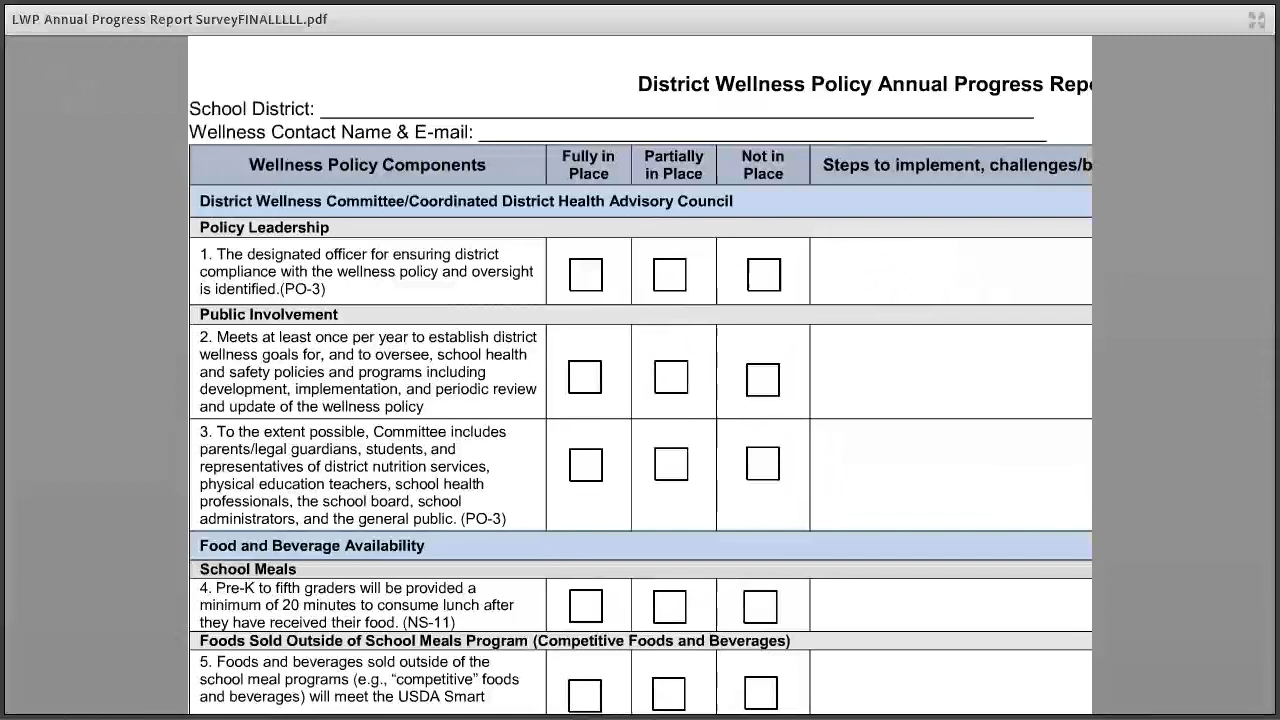 LWP Annual Progress Report SurveyFINALLLLL.pdf
District Wellness Policy Annual Progress Repo
School District:
Wellness Contact Name & E-mail:
Wellness Policy Components
Fully in
Place
Partially
in Place
Not in
Place
Steps to implement, challenges/b
District Wellness Committee/Coordinated District Health Advisory Council
Policy Leadership
1. The designated officer for ensuring district
compliance with the wellness policy and oversight
is identified.(PO-3)
Public Involvement
2. Meets at least once per year to establish district
wellness goals for, and to oversee, school health
and safety policies and programs including
development, implementation, and periodic review
and update of the wellness policy
3. To the extent possible, Committee includes
parents/legal guardians, students, and
representatives of district nutrition services,
physical education teachers, school health
professionals, the school board, school
administrators, and the general public. (PO-3)
Food and Beverage Availability
School Meals
4. Pre-K to fifth graders will be provided a
minimum of 20 minutes to consume lunch after
they have received their food. (NS-11)
Foods Sold Outside of School Meals Program (Competitive Foods and Beverages)
5. Foods and beverages sold outside of the
school meal programs (e.g., “competitive” foods
and beverages) will meet the USDA Smart